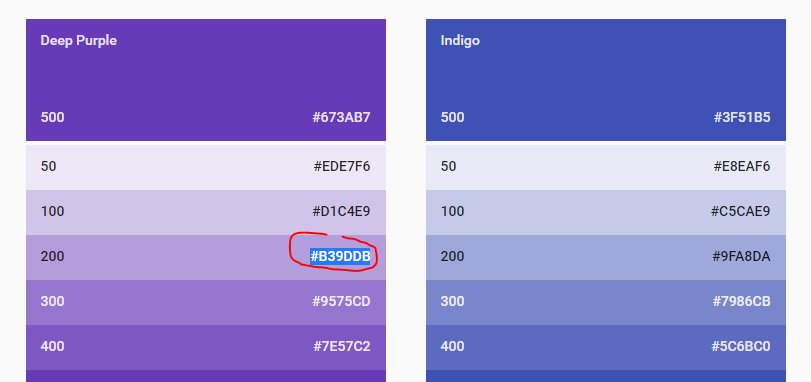 Deep Purple
500 #673AB7
50 #EDE7F6
100 #D1C4E9
200 #B39DDB
300 #9575CD
400 #7E57C2
Indigo
500 #3F51B5
50 #E8EAF6
100 #C5CAE9
200 #9FA8DA
300 #7986CB
400 #5C6BC0